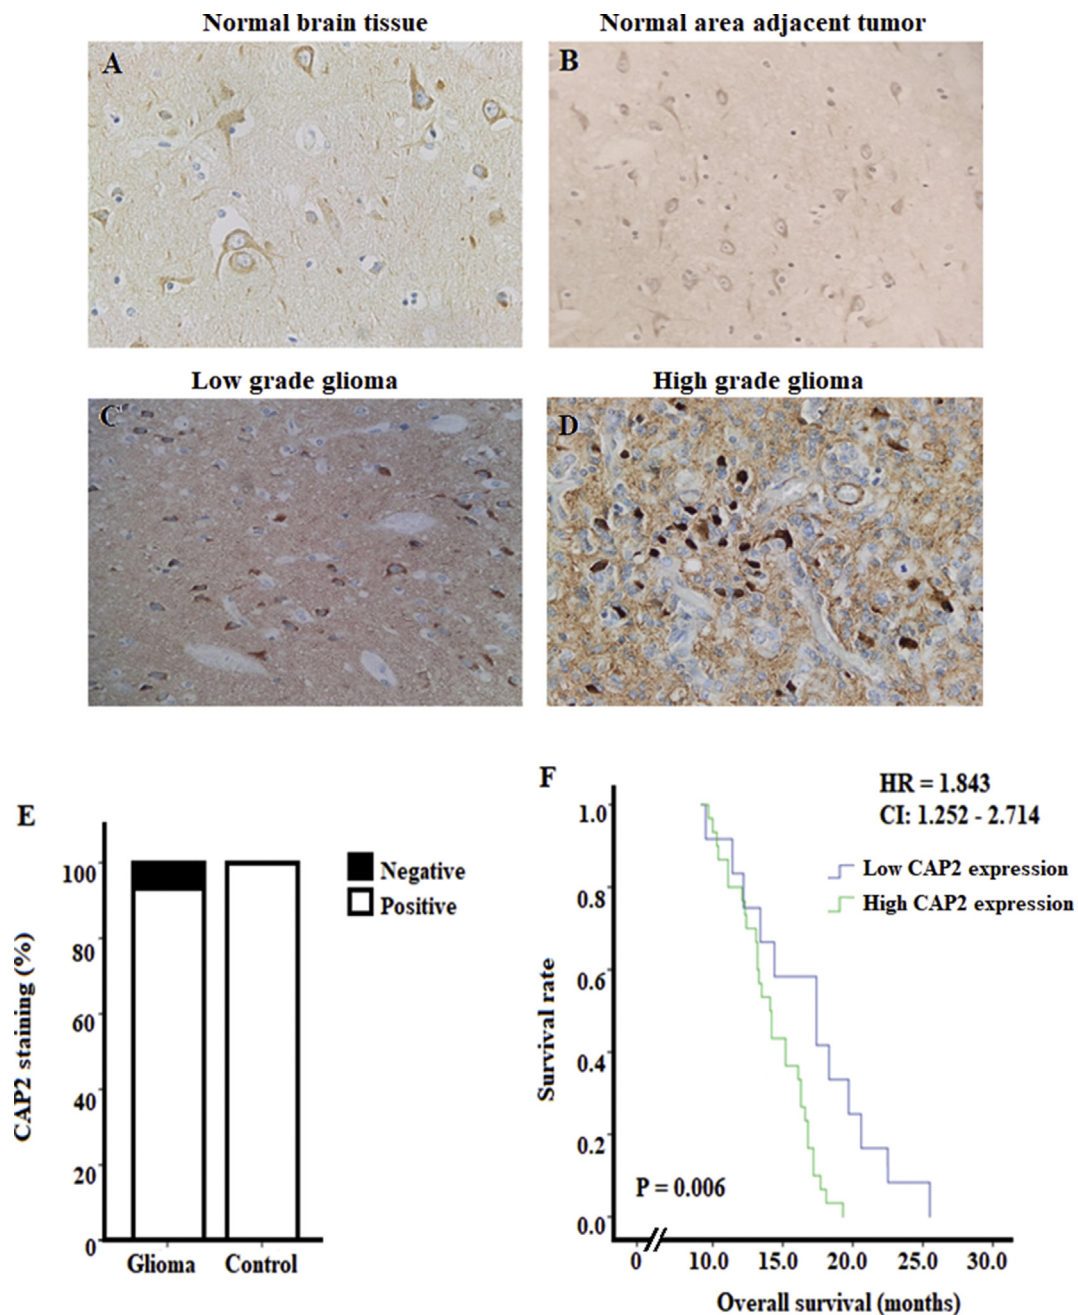 Normal brain tissue
Normal area adjacent tumor
A
B
Low grade glioma
High grade glioma
C
D
E
100
80
60
40
20
0
CAP2 staining (%)
Glioma
Control
Negative
Positive
F
HR = 1.843
CI: 1.252 - 2.714
Low CAP2 expression
High CAP2 expression
1.0
0.8
0.6
0.4
0.2
0.0
Survival rate
P = 0.006
0
10.0
15.0
20.0
25.0
30.0
Overall survival (months)